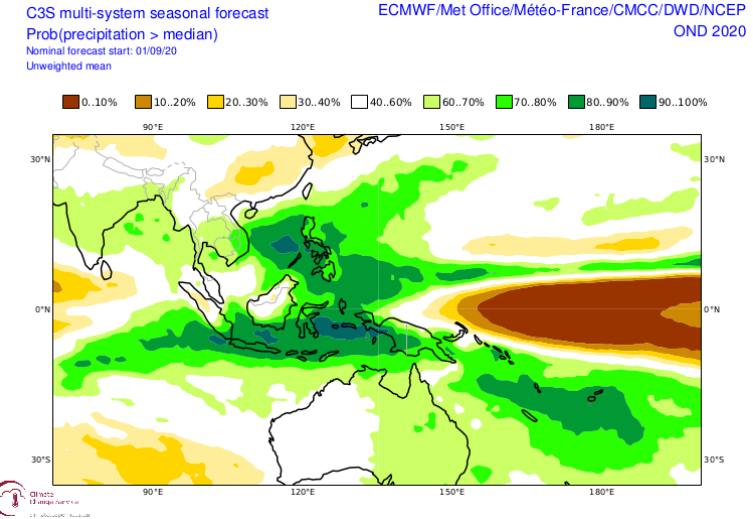 C3S multi-system seasonal forecast
ECMWF/Met Office/Météo-France/CMCC/DWD/NCEP
Prob(precipitation > median)
OND 2020
Nominal forecast start: 01/09/20
Unweighted mean
0..10% 10..20% 20..30% 30..40% 40..60% 60..70% 70..80% 80..90% 90..100%
90°E 120°E 150°E 180°E
30°N 30°N
0°N 0°N
30°S 30°S
90°E 120°E 150°E 180°E
Climate
Change Service